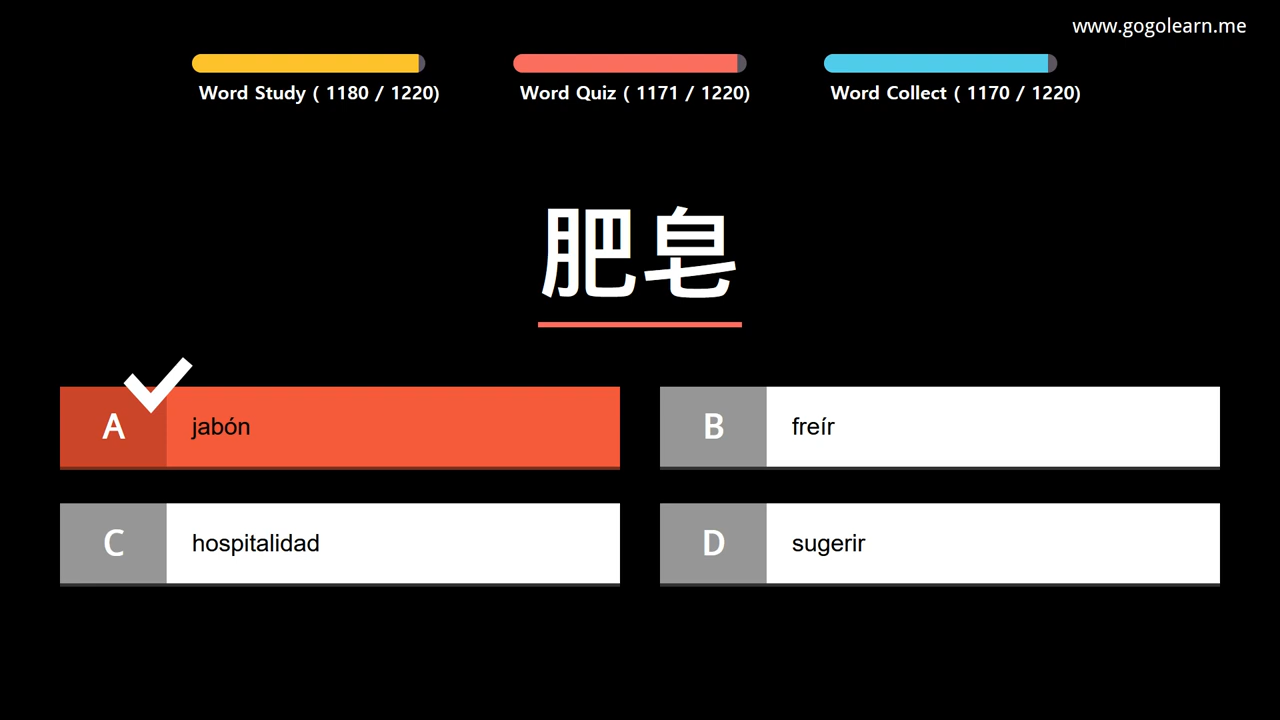 www.gogolearn.me
Word Study ( 1180 / 1220)
Word Quiz ( 1171 / 1220)
Word Collect ( 1170 / 1220)
肥皂
A jabón
B freír
C hospitalidad
D sugerir